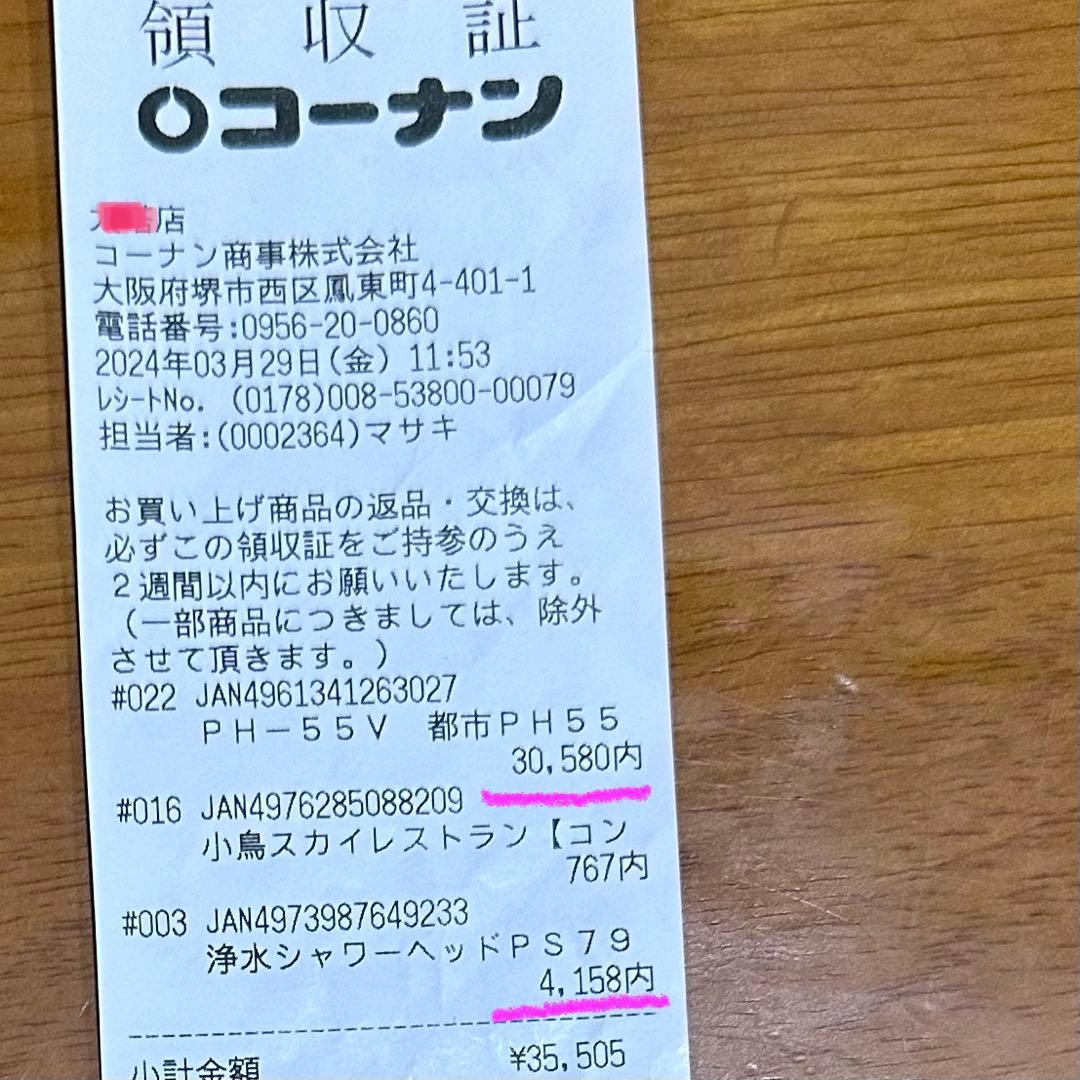 領収証
コーナン
店
コーナン商事株式会社
大阪府堺市西区鳳東町4-401-1
電話番号:0956-20-0860
2024年03月29日(金) 11:53
レシートNo. (0178)008-53800-00079
担当者:(0002364)マサキ
お買い上げ商品の返品・交換は、
必ずこの領収証をご持参のうえ
2週間以内にお願いいたします。
(一部商品につきましては、除外
させて頂きます。)
#022 JAN4961341263027
PH-55V 都市PH55
30,580内
#016 JAN4976285088209
小鳥スカイレストラン【コン
767内
#003 JAN4973987649233
浄水シャワーヘッドPS79
4,158内
小計金額 ¥35,505